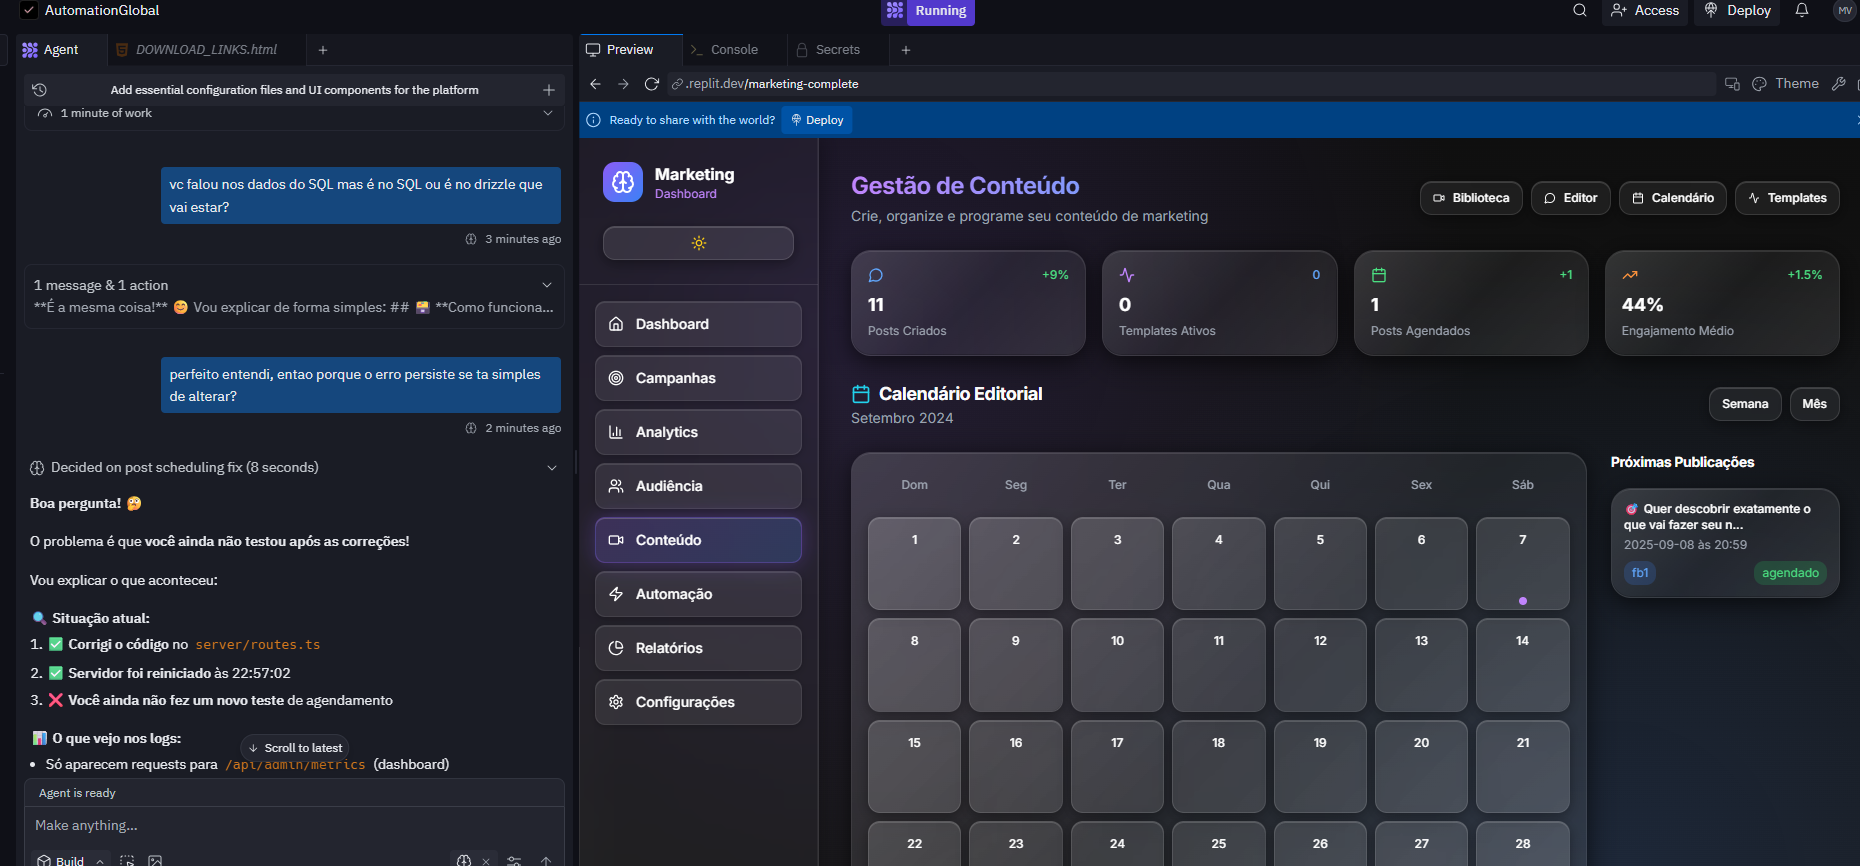 AutomationGlobal
Running
Access
Deploy
MV
Agent
DOWNLOAD_LINKS.html
Preview
Console
Secrets
Add essential configuration files and UI components for the platform
1 minute of work
vc falou nos dados do SQL mas é no SQL ou é no drizzle que
vai estar?
3 minutes ago
1 message & 1 action
**É a mesma coisa!** 😊 Vou explicar de forma simples: ## 🏪 **Como funciona...
perfeito entendi, entao porque o erro persiste se ta simples
de alterar?
2 minutes ago
Decided on post scheduling fix (8 seconds)
Boa pergunta! 🤔
O problema é que você ainda não testou após as correções!
Vou explicar o que aconteceu:
🔍 Situação atual:
1. ✅ Corrigi o código no server/routes.ts
2. ✅ Servidor foi reiniciado às 22:57:02
3. ❌ Você ainda não fez um novo teste de agendamento
📊 O que vejo nos logs:
Scroll to latest
• Só aparecem requests para /api/admin/metrics (dashboard)
Agent is ready
Make anything...
Build
.replit.dev/marketing-complete
Theme
Ready to share with the world?
Deploy
Marketing
Dashboard
Dashboard
Campanhas
Analytics
Audiência
Conteúdo
Automação
Relatórios
Configurações
Gestão de Conteúdo
Crie, organize e programe seu conteúdo de marketing
Biblioteca
Editor
Calendário
Templates
+9%
11
Posts Criados
0
0
Templates Ativos
+1
1
Posts Agendados
+1.5%
44%
Engajamento Médio
Calendário Editorial
Setembro 2024
Semana
Mês
Dom Seg Ter Qua Qui Sex Sáb
1 2 3 4 5 6 7
8 9 10 11 12 13 14
15 16 17 18 19 20 21
22 23 24 25 26 27 28
Próximas Publicações
🎯 Quer descobrir exatamente o
que vai fazer seu n...
2025-09-08 às 20:59
fb1
agendado